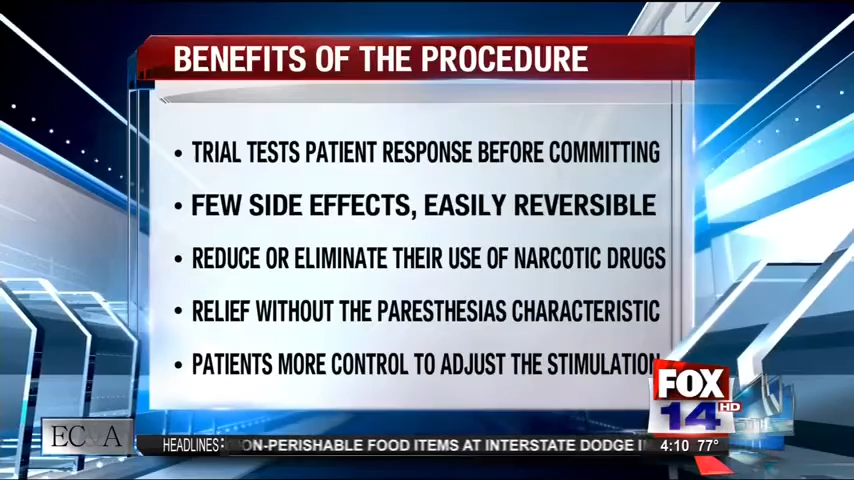 BENEFITS OF THE PROCEDURE
• TRIAL TESTS PATIENT RESPONSE BEFORE COMMITTING
• FEW SIDE EFFECTS, EASILY REVERSIBLE
• REDUCE OR ELIMINATE THEIR USE OF NARCOTIC DRUGS
• RELIEF WITHOUT THE PARESTHESIAS CHARACTERISTIC
• PATIENTS MORE CONTROL TO ADJUST THE STIMULATION
FOX
14 HD
HEADLINES: ON-PERISHABLE FOOD ITEMS AT INTERSTATE DODGE
4:10 77°